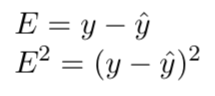 E = y − ŷ
E² = (y − ŷ)²